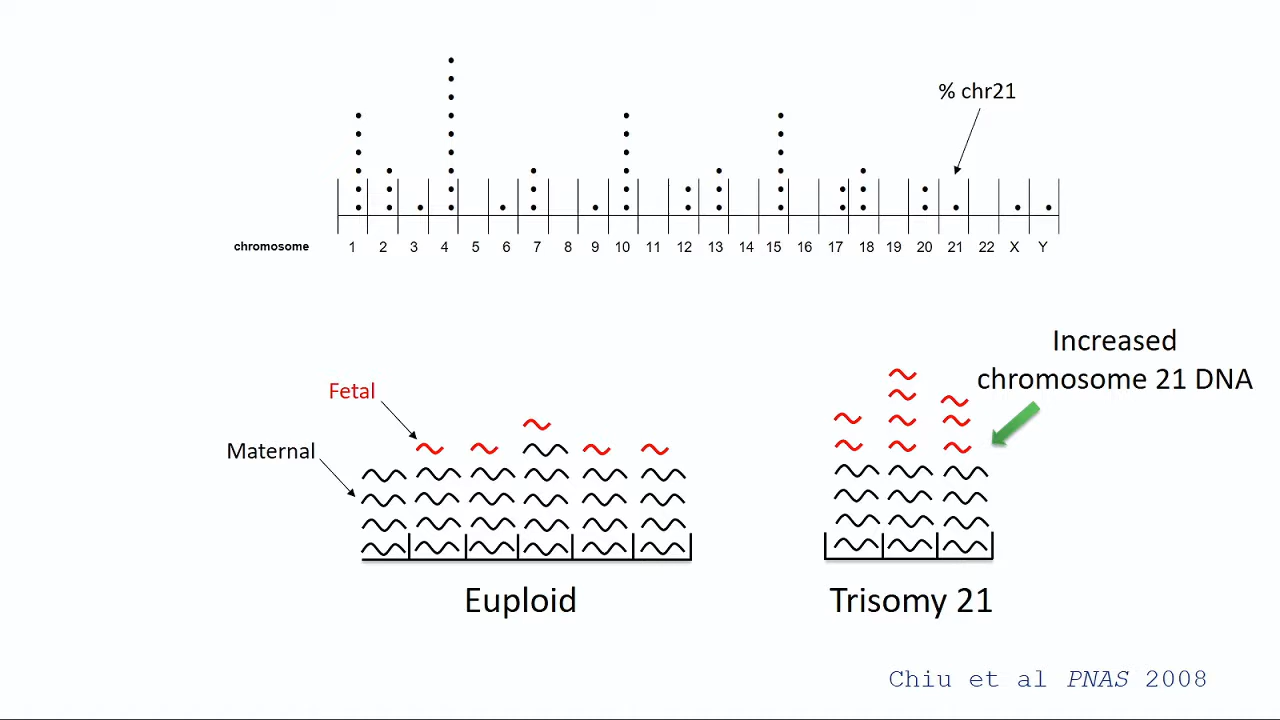 % chr21
chromosome 1 2 3 4 5 6 7 8 9 10 11 12 13 14 15 16 17 18 19 20 21 22 X Y
Increased
chromosome 21 DNA
Fetal
Maternal
Euploid
Trisomy 21
Chiu et al PNAS 2008